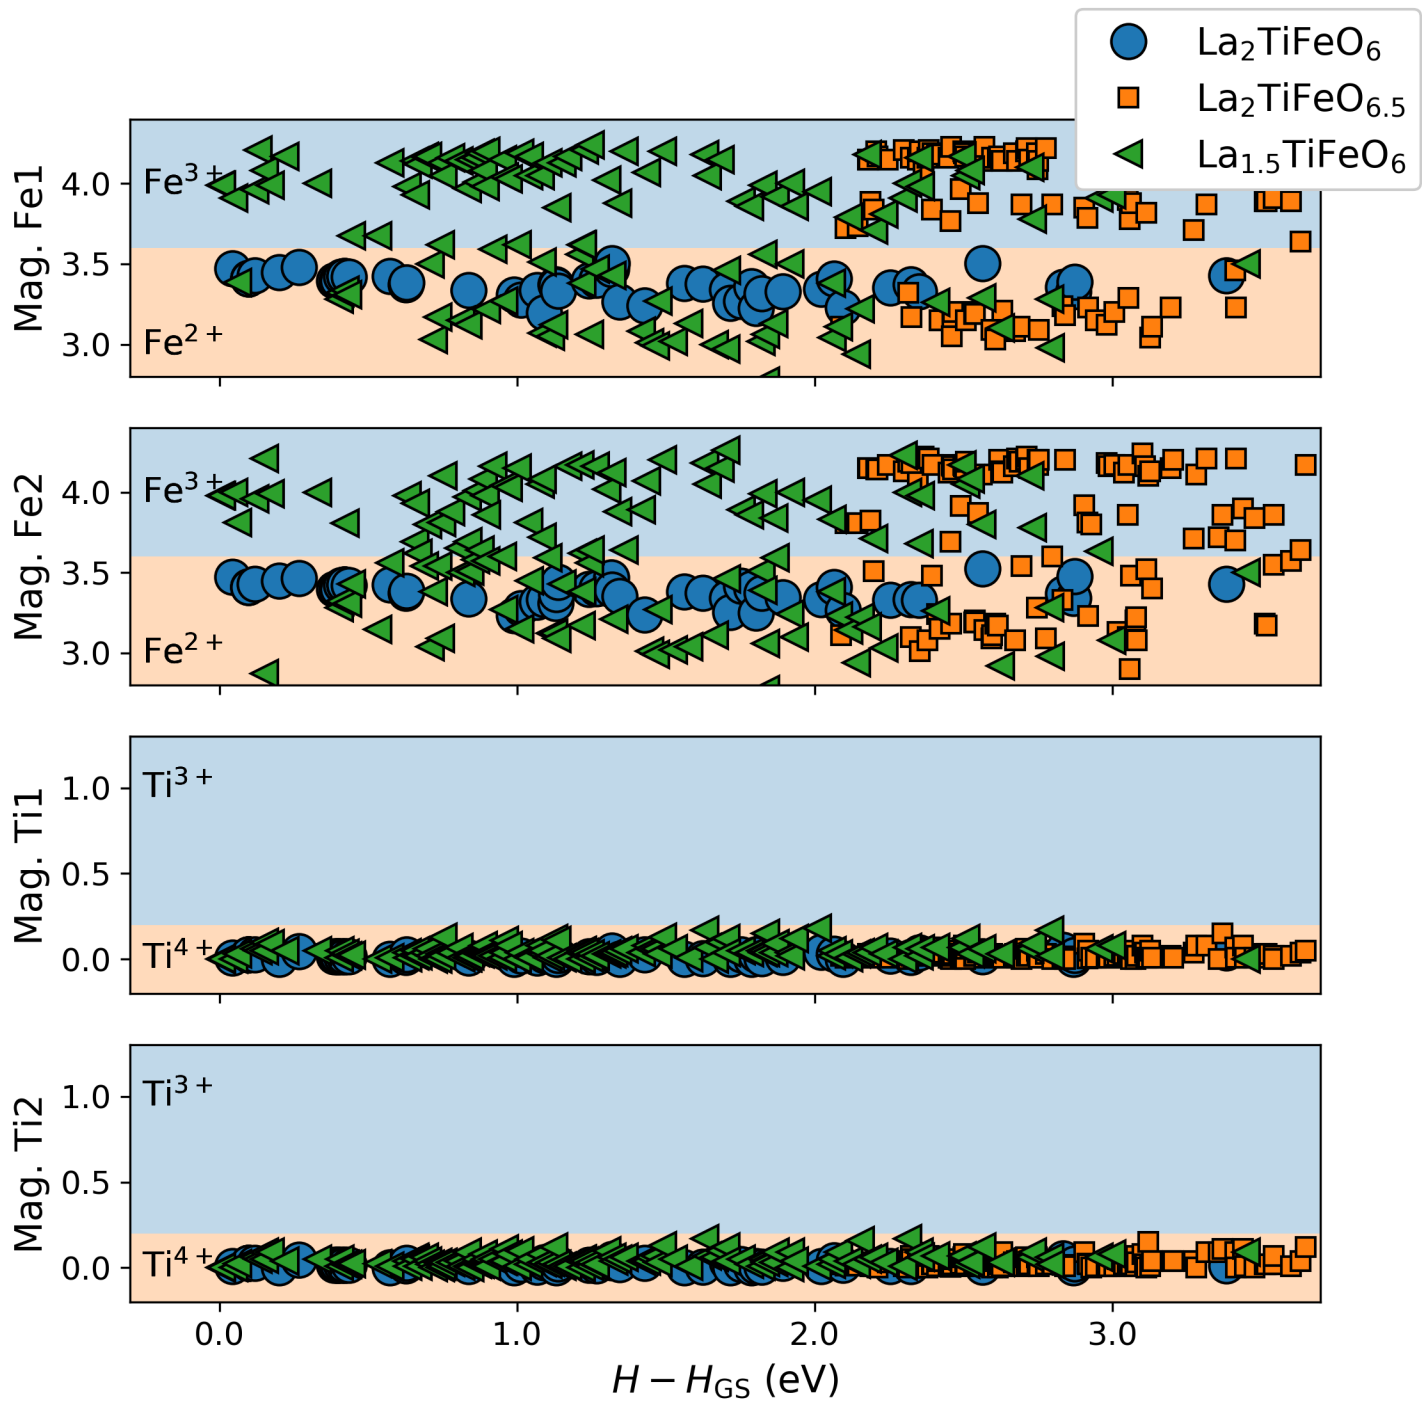 La₂TiFeO₆
La₂TiFeO₆.₅
La₁.₅TiFeO₆
Mag. Fe1
4.0
3.5
3.0
Fe³⁺
Fe²⁺
Mag. Fe2
4.0
3.5
3.0
Fe³⁺
Fe²⁺
Mag. Ti1
1.0
0.5
0.0
Ti³⁺
Ti⁴⁺
Mag. Ti2
1.0
0.5
0.0
Ti³⁺
Ti⁴⁺
0.0 1.0 2.0 3.0
H − H_GS (eV)